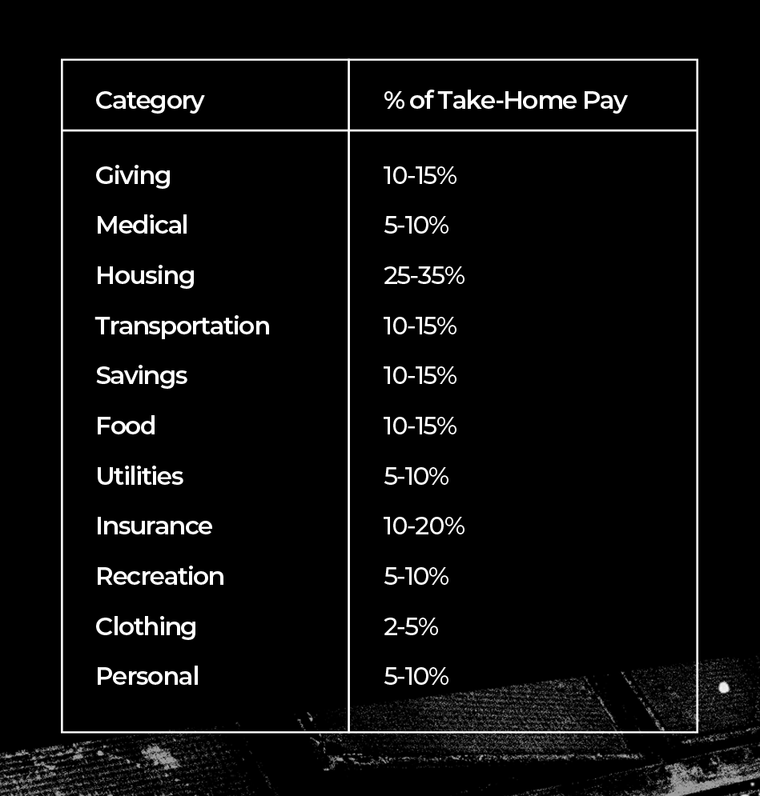 Category % of Take-Home Pay
Giving 10-15%
Medical 5-10%
Housing 25-35%
Transportation 10-15%
Savings 10-15%
Food 10-15%
Utilities 5-10%
Insurance 10-20%
Recreation 5-10%
Clothing 2-5%
Personal 5-10%